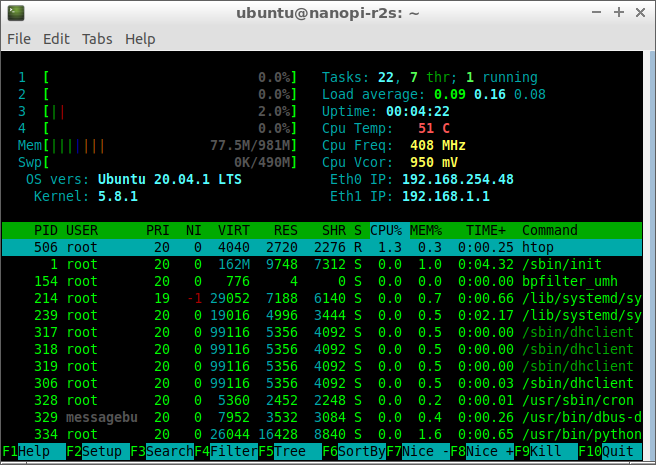 ubuntu@nanopi-r2s: ~
File Edit Tabs Help
1 [ 0.0%] Tasks: 22, 7 thr; 1 running
2 [ 0.0%] Load average: 0.09 0.16 0.08
3 [|| 2.0%] Uptime: 00:04:22
4 [ 0.0%] Cpu Temp: 51 C
Mem[||||||| 77.5M/981M] Cpu Freq: 408 MHz
Swp[ 0K/490M] Cpu Vcor: 950 mV
OS vers: Ubuntu 20.04.1 LTS Eth0 IP: 192.168.254.48
Kernel: 5.8.1 Eth1 IP: 192.168.1.1
PID USER PRI NI VIRT RES SHR S CPU% MEM% TIME+ Command
506 root 20 0 4040 2720 2276 R 1.3 0.3 0:00.25 htop
1 root 20 0 162M 9748 7312 S 0.0 1.0 0:04.32 /sbin/init
154 root 20 0 776 4 0 S 0.0 0.0 0:00.00 bpfilter_umh
214 root 19 -1 29052 7188 6140 S 0.0 0.7 0:00.66 /lib/systemd/sy
239 root 20 0 19016 4996 3444 S 0.0 0.5 0:02.17 /lib/systemd/sy
317 root 20 0 99116 5356 4092 S 0.0 0.5 0:00.00 /sbin/dhclient
318 root 20 0 99116 5356 4092 S 0.0 0.5 0:00.00 /sbin/dhclient
319 root 20 0 99116 5356 4092 S 0.0 0.5 0:00.00 /sbin/dhclient
306 root 20 0 99116 5356 4092 S 0.0 0.5 0:00.03 /sbin/dhclient
328 root 20 0 5360 2452 2248 S 0.0 0.2 0:00.01 /usr/sbin/cron
329 messagebu 20 0 7952 3532 3084 S 0.0 0.4 0:00.26 /usr/bin/dbus-d
334 root 20 0 26044 16428 8840 S 0.0 1.6 0:00.65 /usr/bin/python
F1Help F2Setup F3SearchF4FilterF5Tree F6SortByF7Nice -F8Nice +F9Kill F10Quit